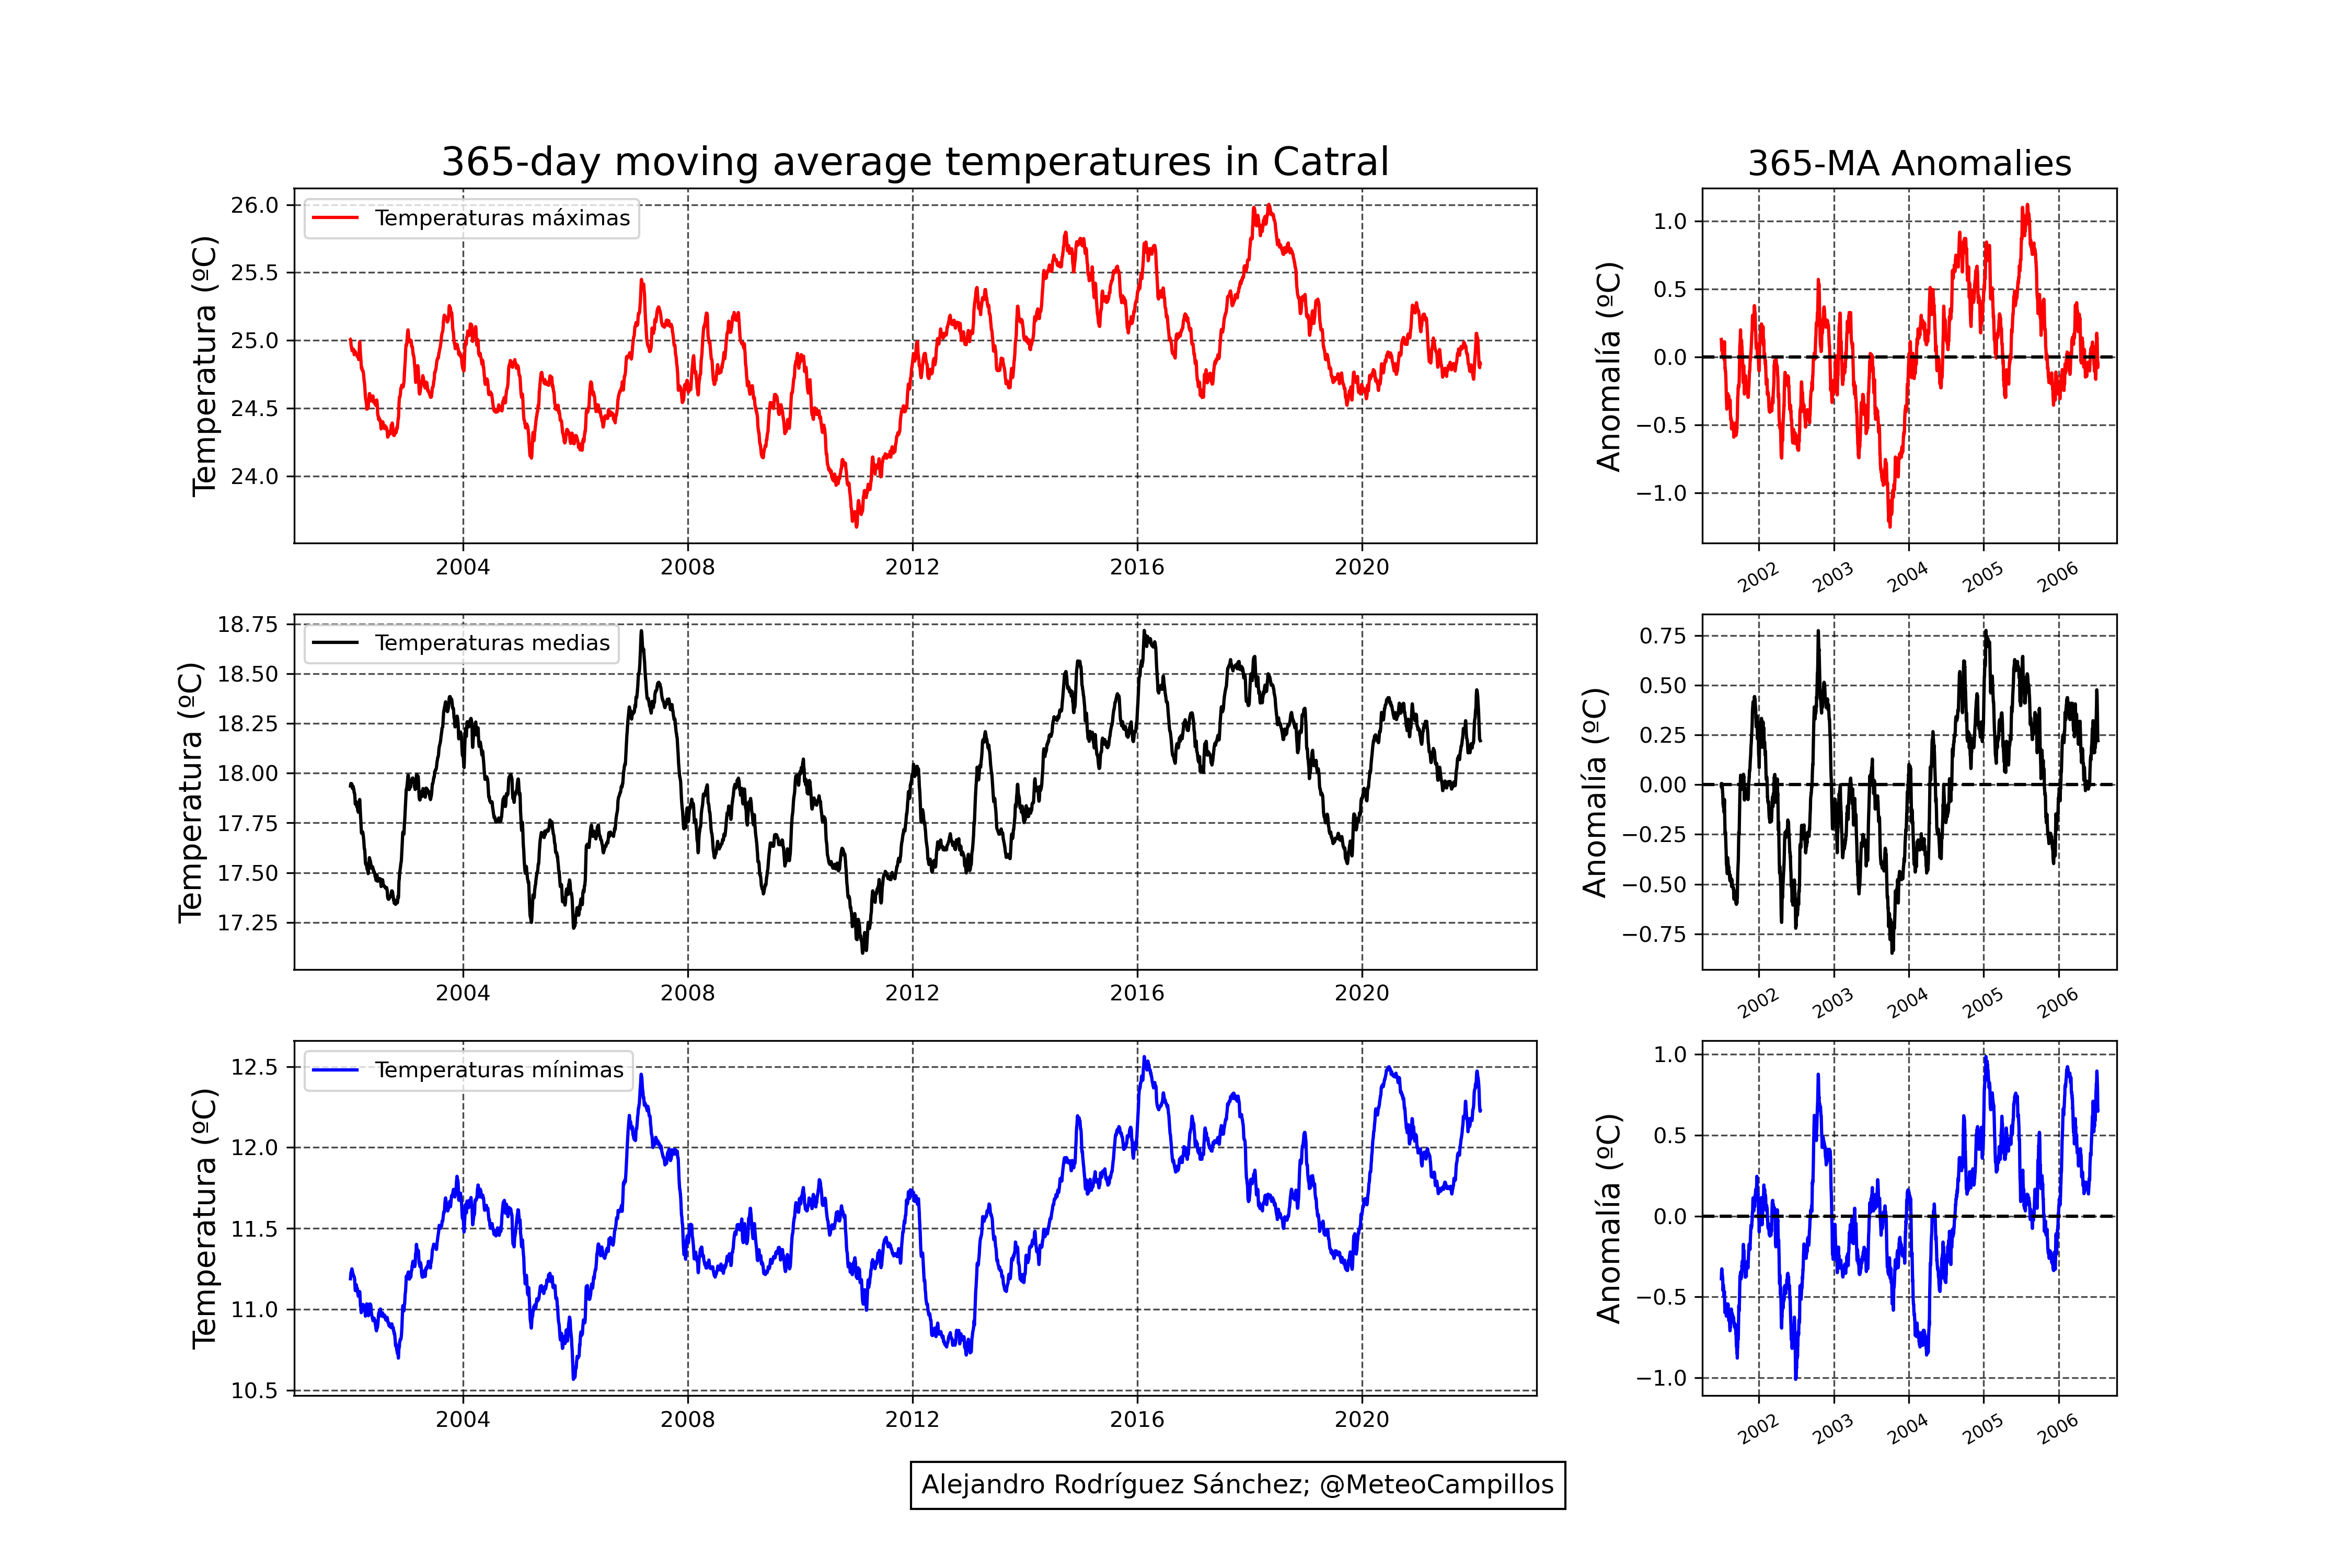 365-day moving average temperatures in Catral
365-MA Anomalies
Temperatura (ºC)
26.0
25.5
25.0
24.5
24.0
Temperaturas máximas
2004 2008 2012 2016 2020
Anomalía (ºC)
1.0
0.5
0.0
−0.5
−1.0
2002 2003 2004 2005 2006
Temperatura (ºC)
18.75
18.50
18.25
18.00
17.75
17.50
17.25
Temperaturas medias
2004 2008 2012 2016 2020
Anomalía (ºC)
0.75
0.50
0.25
0.00
−0.25
−0.50
−0.75
2002 2003 2004 2005 2006
Temperatura (ºC)
12.5
12.0
11.5
11.0
10.5
Temperaturas mínimas
2004 2008 2012 2016 2020
Anomalía (ºC)
1.0
0.5
0.0
−0.5
−1.0
2002 2003 2004 2005 2006
Alejandro Rodríguez Sánchez; @MeteoCampillos